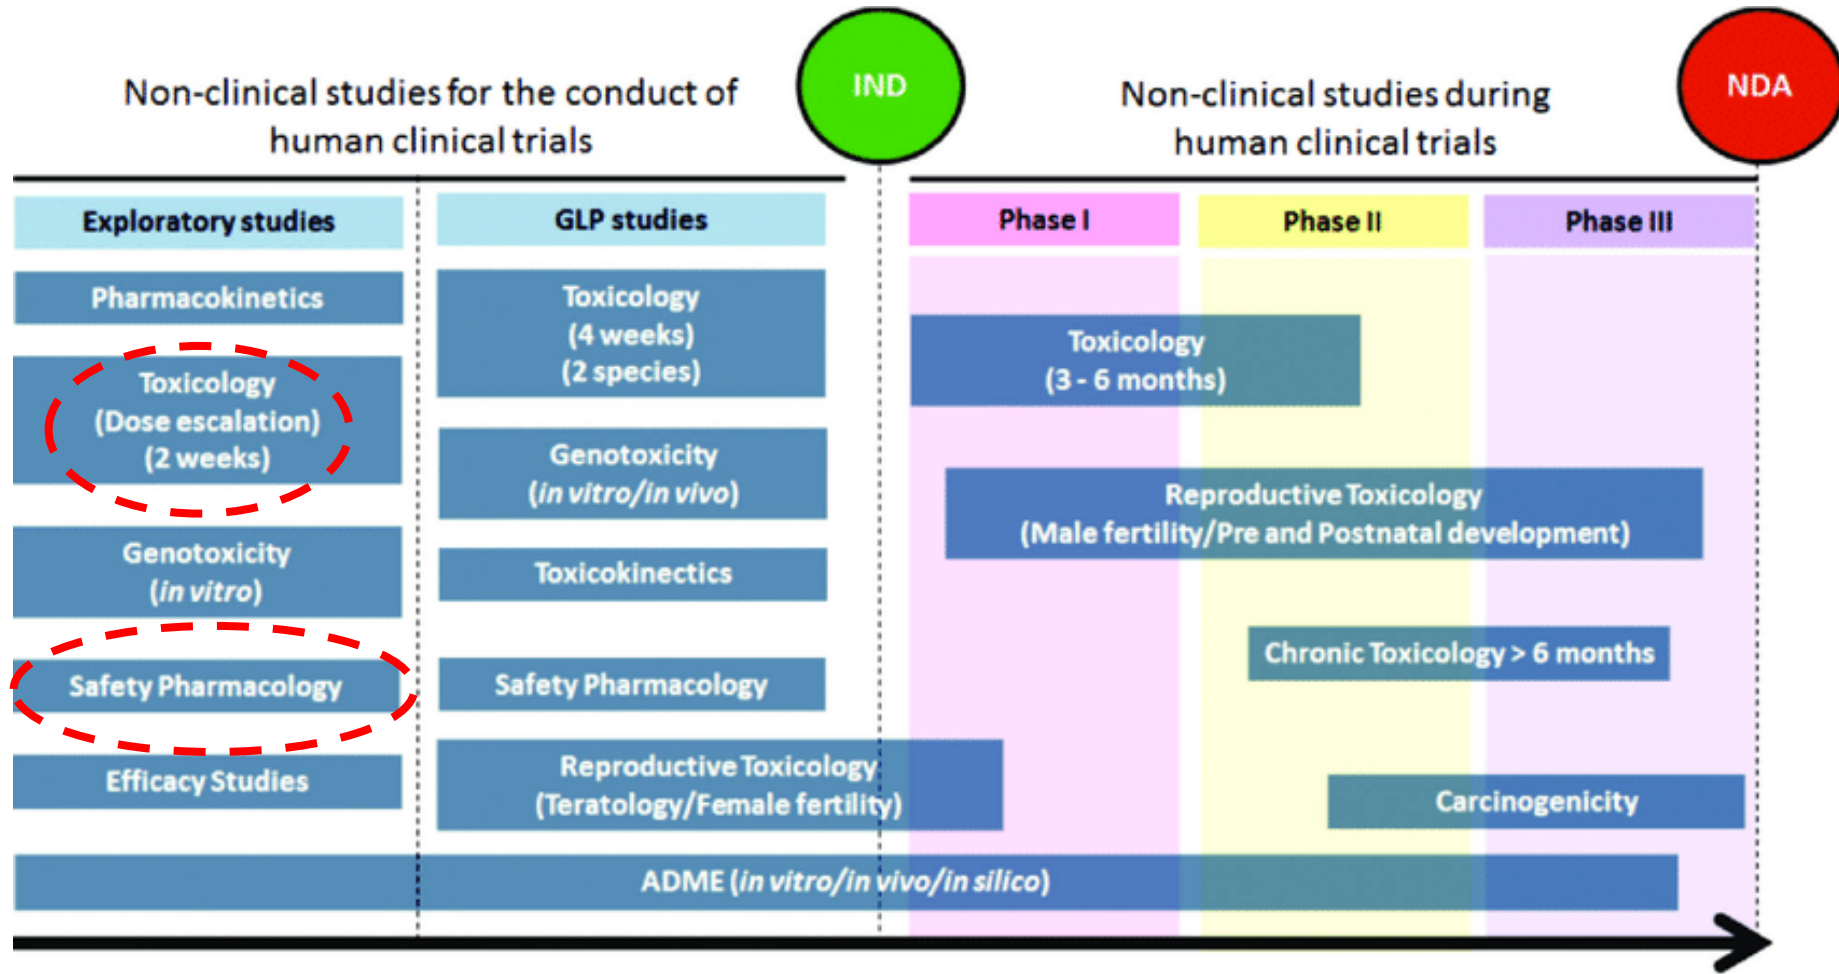 Non-clinical studies for the conduct of
human clinical trials
IND
Non-clinical studies during
human clinical trials
NDA
Exploratory studies
Pharmacokinetics
Toxicology
(Dose escalation)
(2 weeks)
Genotoxicity
(in vitro)
Safety Pharmacology
Efficacy Studies
GLP studies
Toxicology
(4 weeks)
(2 species)
Genotoxicity
(in vitro/in vivo)
Toxicokinectics
Safety Pharmacology
Reproductive Toxicology
(Teratology/Female fertility)
Phase I
Phase II
Phase III
Toxicology
(3 - 6 months)
Reproductive Toxicology
(Male fertility/Pre and Postnatal development)
Chronic Toxicology > 6 months
Carcinogenicity
ADME (in vitro/in vivo/in silico)